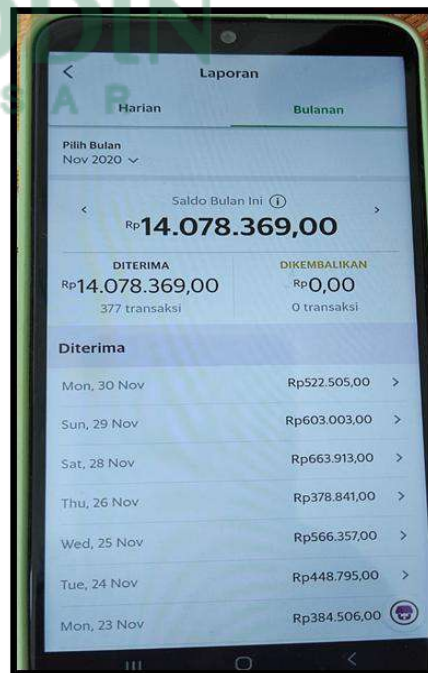 Laporan
Harian Bulanan
Pilih Bulan
Nov 2020
Saldo Bulan Ini
Rp14.078.369,00
DITERIMA DIKEMBALIKAN
Rp14.078.369,00 Rp0,00
377 transaksi 0 transaksi
Diterima
Mon, 30 Nov Rp522.505,00
Sun, 29 Nov Rp603.003,00
Sat, 28 Nov Rp663.913,00
Thu, 26 Nov Rp378.841,00
Wed, 25 Nov Rp566.357,00
Tue, 24 Nov Rp448.795,00
Mon, 23 Nov Rp384.506,00